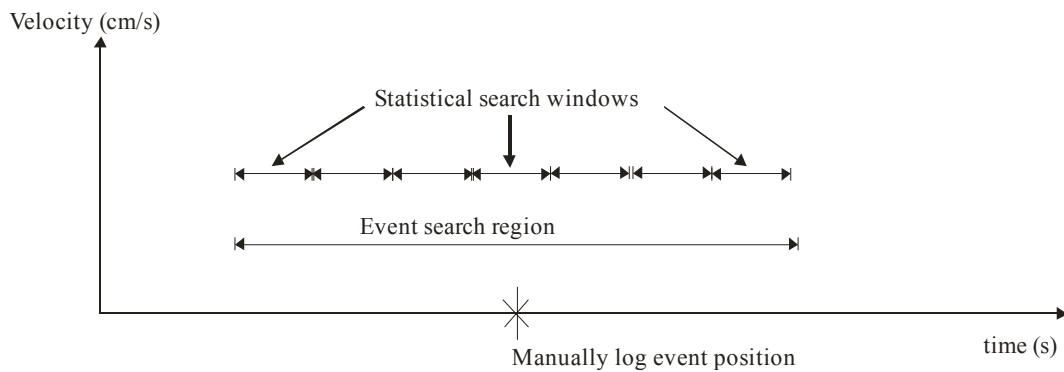 Velocity (cm/s)
Statistical search windows
Event search region
time (s)
Manually log event position